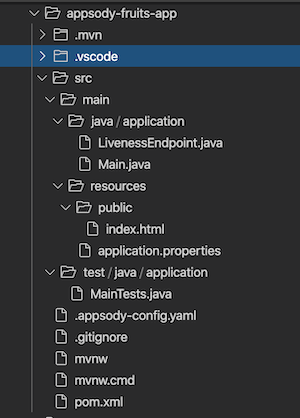 appsody-fruits-app
.mvn
.vscode
src
main
java / application
LivenessEndpoint.java
Main.java
resources
public
index.html
application.properties
test / java / application
MainTests.java
.appsody-config.yaml
.gitignore
mvnw
mvnw.cmd
pom.xml